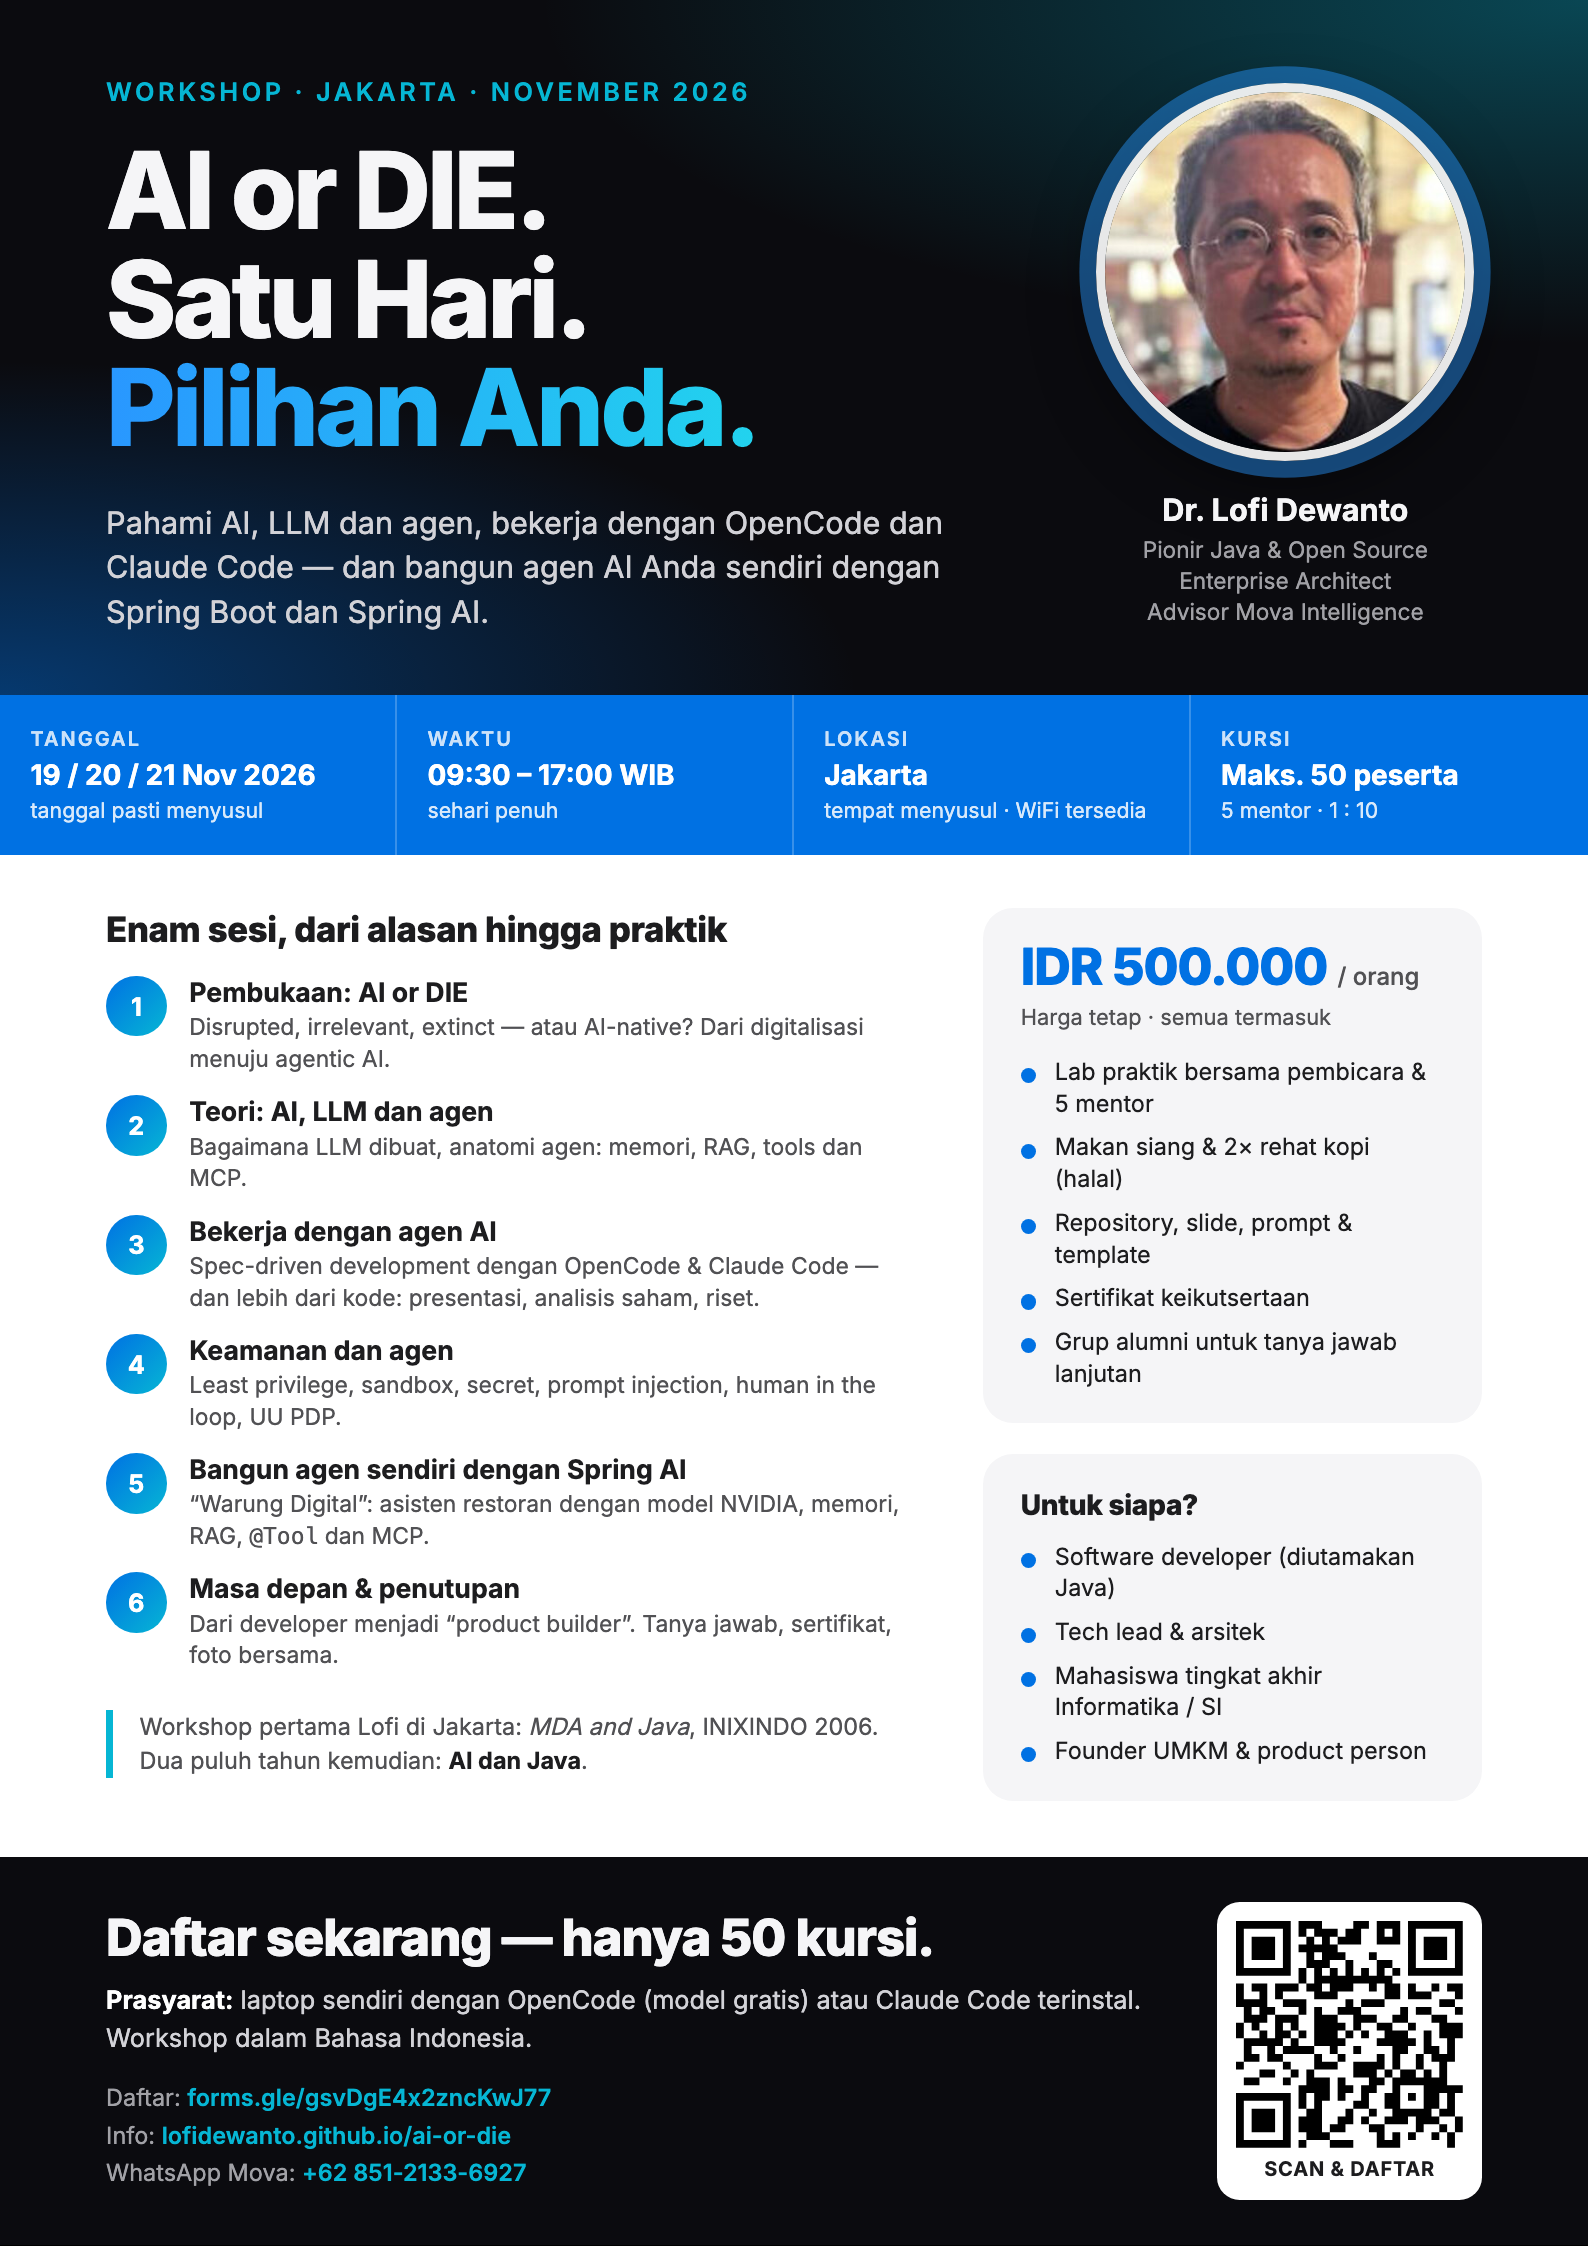 WORKSHOP · JAKARTA · NOVEMBER 2026
AI or DIE.
Satu Hari.
Pilihan Anda.
Pahami AI, LLM dan agen, bekerja dengan OpenCode dan
Claude Code — dan bangun agen AI Anda sendiri dengan
Spring Boot dan Spring AI.
Dr. Lofi Dewanto
Pionir Java & Open Source
Enterprise Architect
Advisor Mova Intelligence
TANGGAL
19 / 20 / 21 Nov 2026
tanggal pasti menyusul
WAKTU
09:30 – 17:00 WIB
sehari penuh
LOKASI
Jakarta
tempat menyusul · WiFi tersedia
KURSI
Maks. 50 peserta
5 mentor · 1 : 10
Enam sesi, dari alasan hingga praktik
1
Pembukaan: AI or DIE
Disrupted, irrelevant, extinct — atau AI-native? Dari digitalisasi
menuju agentic AI.
2
Teori: AI, LLM dan agen
Bagaimana LLM dibuat, anatomi agen: memori, RAG, tools dan
MCP.
3
Bekerja dengan agen AI
Spec-driven development dengan OpenCode & Claude Code —
dan lebih dari kode: presentasi, analisis saham, riset.
4
Keamanan dan agen
Least privilege, sandbox, secret, prompt injection, human in the
loop, UU PDP.
5
Bangun agen sendiri dengan Spring AI
“Warung Digital”: asisten restoran dengan model NVIDIA, memori,
RAG, @Tool dan MCP.
6
Masa depan & penutupan
Dari developer menjadi “product builder”. Tanya jawab, sertifikat,
foto bersama.
Workshop pertama Lofi di Jakarta: MDA and Java, INIXINDO 2006.
Dua puluh tahun kemudian: AI dan Java.
IDR 500.000 / orang
Harga tetap · semua termasuk
Lab praktik bersama pembicara &
5 mentor
Makan siang & 2× rehat kopi
(halal)
Repository, slide, prompt &
template
Sertifikat keikutsertaan
Grup alumni untuk tanya jawab
lanjutan
Untuk siapa?
Software developer (diutamakan
Java)
Tech lead & arsitek
Mahasiswa tingkat akhir
Informatika / SI
Founder UMKM & product person
Daftar sekarang — hanya 50 kursi.
Prasyarat: laptop sendiri dengan OpenCode (model gratis) atau Claude Code terinstal.
Workshop dalam Bahasa Indonesia.
Daftar: forms.gle/gsvDgE4x2zncKwJ77
Info: lofidewanto.github.io/ai-or-die
WhatsApp Mova: +62 851-2133-6927
SCAN & DAFTAR